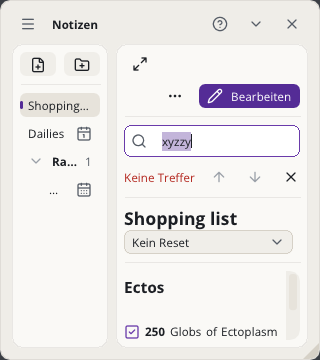 Notizen
Shopping...
Dailies
Ra... 1
...
...
Bearbeiten
xyzzy
Keine Treffer
Shopping list
Kein Reset
Ectos
250 Globs of Ectoplasm